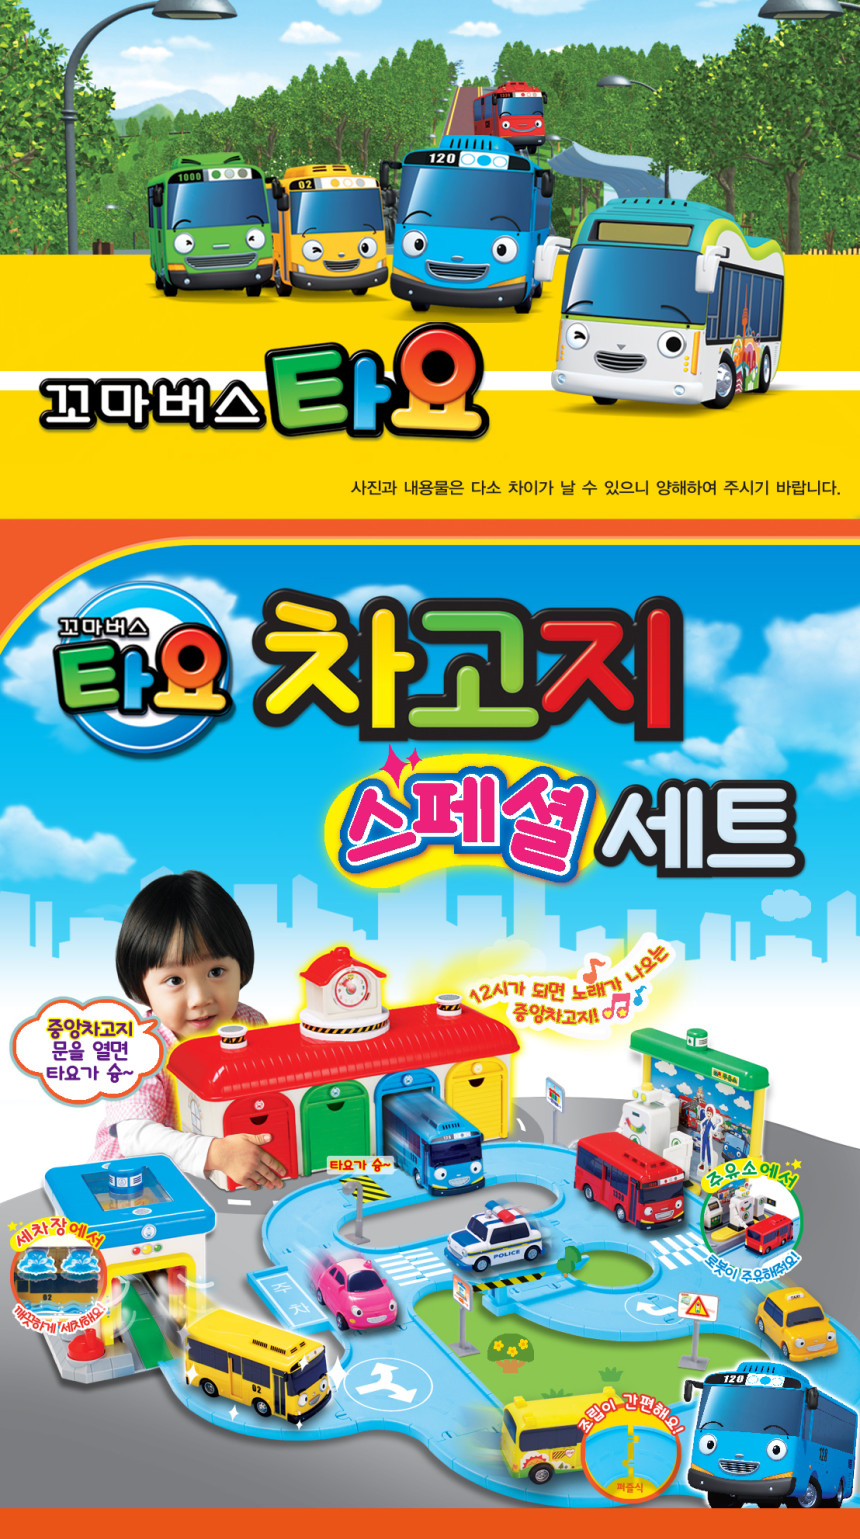 120
1000
02
꼬마버스 타요
사진과 내용물은 다소 차이가 날 수 있으니 양해하여 주시기 바랍니다.
꼬마버스
타요
차고지
스페셜 세트
12시가 되면 노래가 나오는
중앙차고지!
중앙차고지
문을 열면
타요가 슝~
타요가 슝~
주유소에서
로봇이 주유해줘요!
세차장에서
02
깨끗하게 세차해요!
POLICE
TAXI
02
조립이 간편해요!
퍼즐식
120